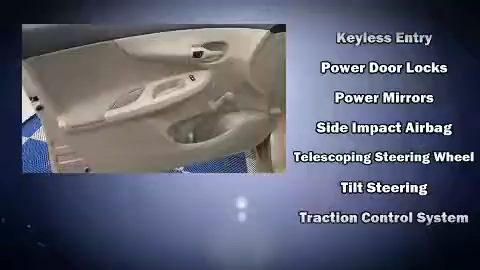 Keyless Entry
Power Door Locks
Power Mirrors
Side Impact Airbag
Telescoping Steering Wheel
Tilt Steering
Traction Control System